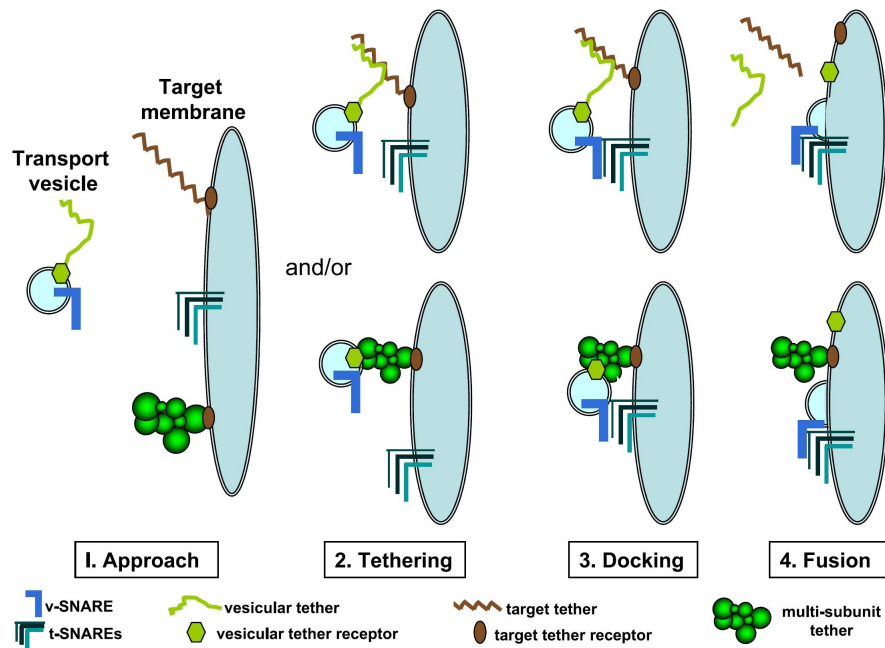 Target
membrane
Transport
vesicle
and/or
I. Approach
2. Tethering
3. Docking
4. Fusion
v-SNARE
t-SNAREs
vesicular tether
vesicular tether receptor
target tether
target tether receptor
multi-subunit
tether